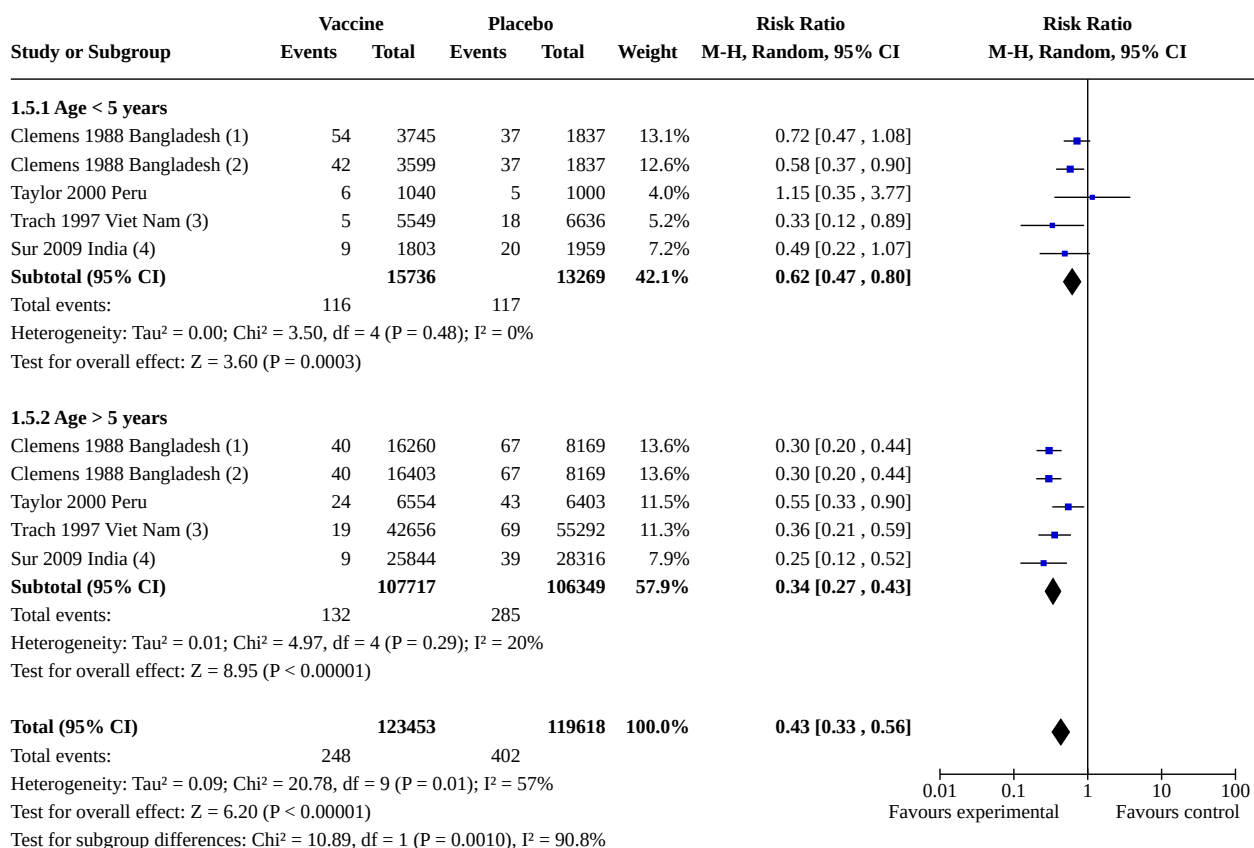 Vaccine Placebo Risk Ratio Risk Ratio
Study or Subgroup Events Total Events Total Weight M-H, Random, 95% CI M-H, Random, 95% CI
1.5.1 Age < 5 years
Clemens 1988 Bangladesh (1) 54 3745 37 1837 13.1% 0.72 [0.47 , 1.08]
Clemens 1988 Bangladesh (2) 42 3599 37 1837 12.6% 0.58 [0.37 , 0.90]
Taylor 2000 Peru 6 1040 5 1000 4.0% 1.15 [0.35 , 3.77]
Trach 1997 Viet Nam (3) 5 5549 18 6636 5.2% 0.33 [0.12 , 0.89]
Sur 2009 India (4) 9 1803 20 1959 7.2% 0.49 [0.22 , 1.07]
Subtotal (95% CI) 15736 13269 42.1% 0.62 [0.47 , 0.80]
Total events: 116 117
Heterogeneity: Tau² = 0.00; Chi² = 3.50, df = 4 (P = 0.48); I² = 0%
Test for overall effect: Z = 3.60 (P = 0.0003)
1.5.2 Age > 5 years
Clemens 1988 Bangladesh (1) 40 16260 67 8169 13.6% 0.30 [0.20 , 0.44]
Clemens 1988 Bangladesh (2) 40 16403 67 8169 13.6% 0.30 [0.20 , 0.44]
Taylor 2000 Peru 24 6554 43 6403 11.5% 0.55 [0.33 , 0.90]
Trach 1997 Viet Nam (3) 19 42656 69 55292 11.3% 0.36 [0.21 , 0.59]
Sur 2009 India (4) 9 25844 39 28316 7.9% 0.25 [0.12 , 0.52]
Subtotal (95% CI) 107717 106349 57.9% 0.34 [0.27 , 0.43]
Total events: 132 285
Heterogeneity: Tau² = 0.01; Chi² = 4.97, df = 4 (P = 0.29); I² = 20%
Test for overall effect: Z = 8.95 (P < 0.00001)
Total (95% CI) 123453 119618 100.0% 0.43 [0.33 , 0.56]
Total events: 248 402
Heterogeneity: Tau² = 0.09; Chi² = 20.78, df = 9 (P = 0.01); I² = 57%
0.01 0.1 1 10 100
Test for overall effect: Z = 6.20 (P < 0.00001)
Favours experimental Favours control
Test for subgroup differences: Chi² = 10.89, df = 1 (P = 0.0010), I² = 90.8%